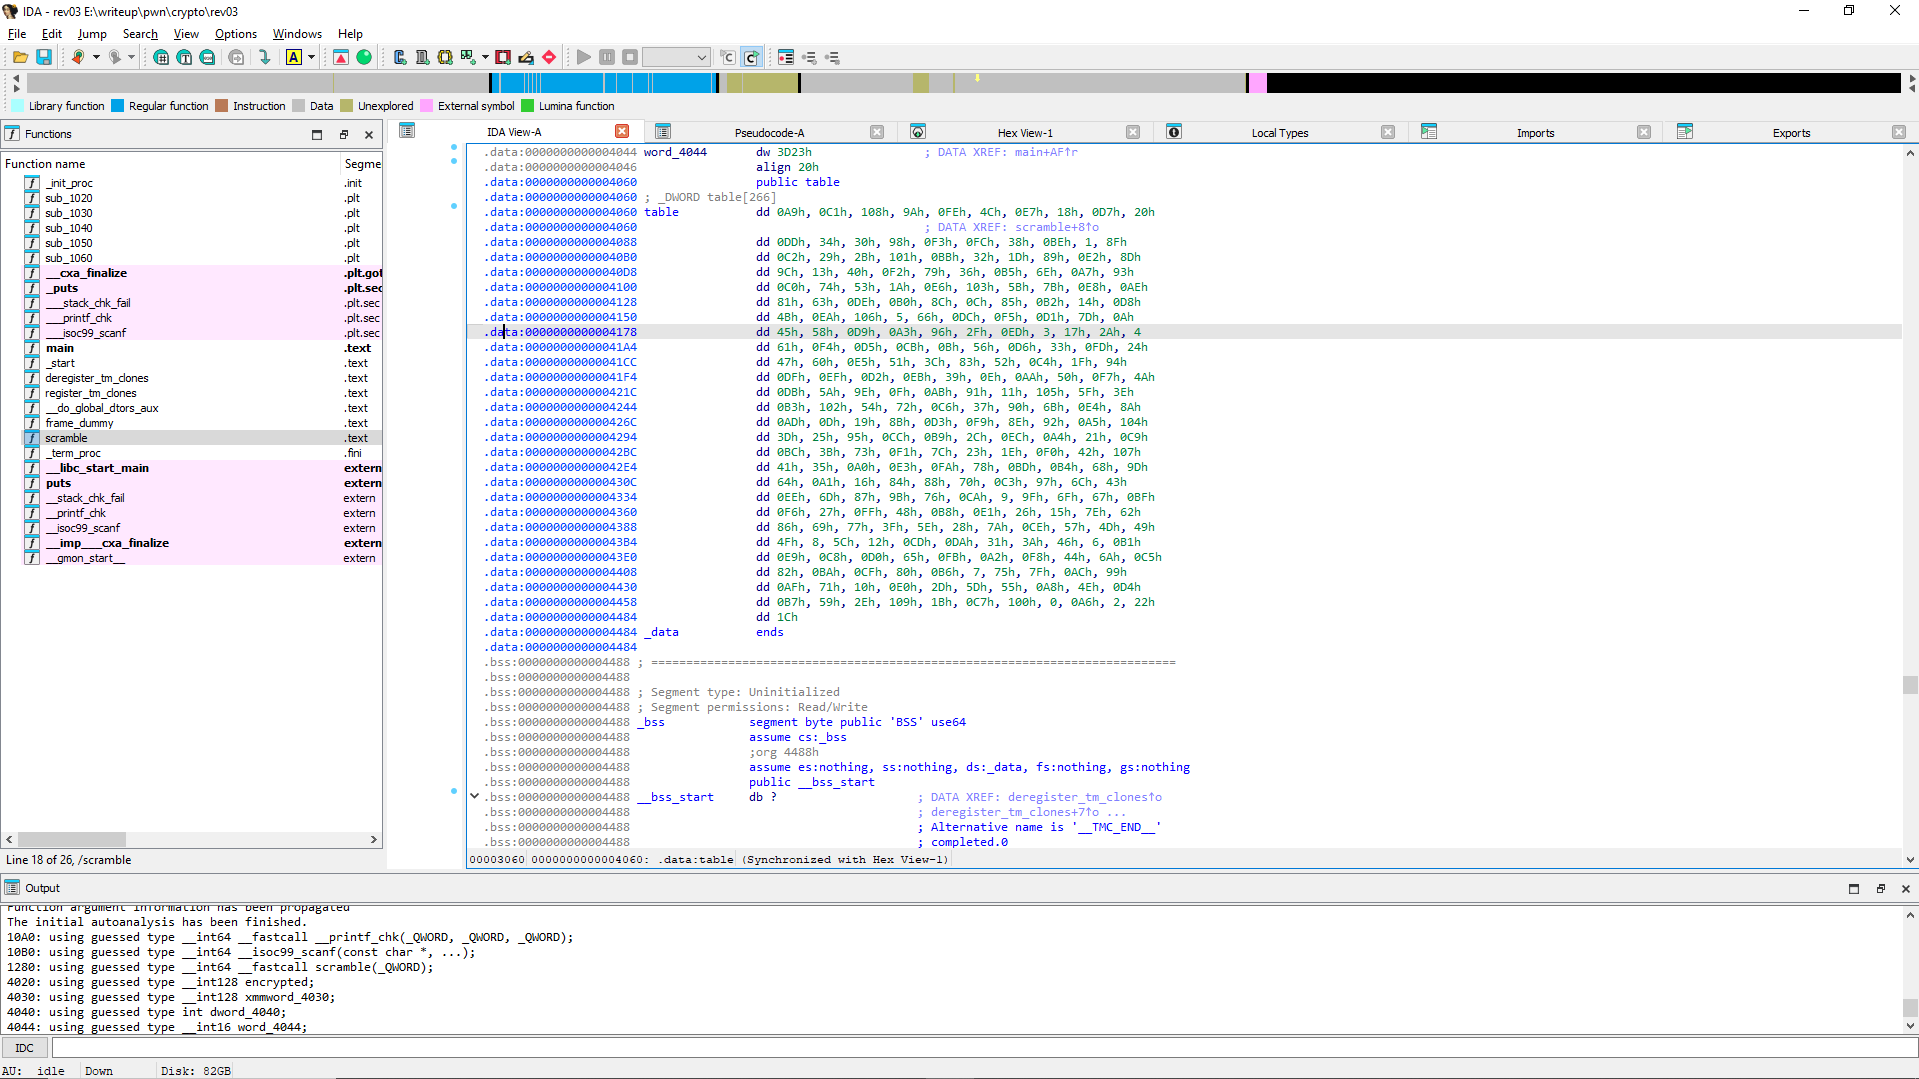 IDA - rev03 E:\writeup\pwn\crypto\rev03
File Edit Jump Search View Options Windows Help
Library function Regular function Instruction Data Unexplored External symbol Lumina function
Functions
Function name Segme
_init_proc .init
sub_1020 .plt
sub_1030 .plt
sub_1040 .plt
sub_1050 .plt
sub_1060 .plt
__cxa_finalize .plt.got
_puts .plt.sec
___stack_chk_fail .plt.sec
___printf_chk .plt.sec
___isoc99_scanf .plt.sec
main .text
_start .text
deregister_tm_clones .text
register_tm_clones .text
__do_global_dtors_aux .text
frame_dummy .text
scramble .text
_term_proc .fini
__libc_start_main extern
puts extern
__stack_chk_fail extern
__printf_chk extern
__isoc99_scanf extern
__imp___cxa_finalize extern
__gmon_start__ extern
Line 18 of 26, /scramble
IDA View-A Pseudocode-A Hex View-1 Local Types Imports Exports
.data:0000000000004044 word_4044 dw 3D23h ; DATA XREF: main+AF↑r
.data:0000000000004046 align 20h
.data:0000000000004060 public table
.data:0000000000004060 ; _DWORD table[266]
.data:0000000000004060 table dd 0A9h, 0C1h, 108h, 9Ah, 0FEh, 4Ch, 0E7h, 18h, 0D7h, 20h
.data:0000000000004060 ; DATA XREF: scramble+8↑o
.data:0000000000004088 dd 0DDh, 34h, 30h, 98h, 0F3h, 0FCh, 38h, 0BEh, 1, 8Fh
.data:00000000000040B0 dd 0C2h, 29h, 2Bh, 101h, 0BBh, 32h, 1Dh, 89h, 0E2h, 8Dh
.data:00000000000040D8 dd 9Ch, 13h, 40h, 0F2h, 79h, 36h, 0B5h, 6Eh, 0A7h, 93h
.data:0000000000004100 dd 0C0h, 74h, 53h, 1Ah, 0E6h, 103h, 5Bh, 7Bh, 0E8h, 0AEh
.data:0000000000004128 dd 81h, 63h, 0DEh, 0B0h, 8Ch, 0Ch, 85h, 0B2h, 14h, 0D8h
.data:0000000000004150 dd 4Bh, 0EAh, 106h, 5, 66h, 0DCh, 0F5h, 0D1h, 7Dh, 0Ah
.data:0000000000004178 dd 45h, 58h, 0D9h, 0A3h, 96h, 2Fh, 0EDh, 3, 17h, 2Ah, 4
.data:00000000000041A4 dd 61h, 0F4h, 0D5h, 0CBh, 0Bh, 56h, 0D6h, 33h, 0FDh, 24h
.data:00000000000041CC dd 47h, 60h, 0E5h, 51h, 3Ch, 83h, 52h, 0C4h, 1Fh, 94h
.data:00000000000041F4 dd 0DFh, 0EFh, 0D2h, 0EBh, 39h, 0Eh, 0AAh, 50h, 0F7h, 4Ah
.data:000000000000421C dd 0DBh, 5Ah, 9Eh, 0Fh, 0ABh, 91h, 11h, 105h, 5Fh, 3Eh
.data:0000000000004244 dd 0B3h, 102h, 54h, 72h, 0C6h, 37h, 90h, 6Bh, 0E4h, 8Ah
.data:000000000000426C dd 0ADh, 0Dh, 19h, 8Bh, 0D3h, 0F9h, 8Eh, 92h, 0A5h, 104h
.data:0000000000004294 dd 3Dh, 25h, 95h, 0CCh, 0B9h, 2Ch, 0ECh, 0A4h, 21h, 0C9h
.data:00000000000042BC dd 0BCh, 3Bh, 73h, 0F1h, 7Ch, 23h, 1Eh, 0F0h, 42h, 107h
.data:00000000000042E4 dd 41h, 35h, 0A0h, 0E3h, 0FAh, 78h, 0BDh, 0B4h, 68h, 9Dh
.data:000000000000430C dd 64h, 0A1h, 16h, 84h, 88h, 70h, 0C3h, 97h, 6Ch, 43h
.data:0000000000004334 dd 0EEh, 6Dh, 87h, 9Bh, 76h, 0CAh, 9, 9Fh, 6Fh, 67h, 0BFh
.data:0000000000004360 dd 0F6h, 27h, 0FFh, 48h, 0B8h, 0E1h, 26h, 15h, 7Eh, 62h
.data:0000000000004388 dd 86h, 69h, 77h, 3Fh, 5Eh, 28h, 7Ah, 0CEh, 57h, 4Dh, 49h
.data:00000000000043B4 dd 4Fh, 8, 5Ch, 12h, 0CDh, 0DAh, 31h, 3Ah, 46h, 6, 0B1h
.data:00000000000043E0 dd 0E9h, 0C8h, 0D0h, 65h, 0FBh, 0A2h, 0F8h, 44h, 6Ah, 0C5h
.data:0000000000004408 dd 82h, 0BAh, 0CFh, 80h, 0B6h, 7, 75h, 7Fh, 0ACh, 99h
.data:0000000000004430 dd 0AFh, 71h, 10h, 0E0h, 2Dh, 5Dh, 55h, 0A8h, 4Eh, 0D4h
.data:0000000000004458 dd 0B7h, 59h, 2Eh, 109h, 1Bh, 0C7h, 100h, 0, 0A6h, 2, 22h
.data:0000000000004484 dd 1Ch
.data:0000000000004484 _data ends
.data:0000000000004484
.bss:0000000000004488 ; ===========================================================================
.bss:0000000000004488
.bss:0000000000004488 ; Segment type: Uninitialized
.bss:0000000000004488 ; Segment permissions: Read/Write
.bss:0000000000004488 _bss segment byte public 'BSS' use64
.bss:0000000000004488 assume cs:_bss
.bss:0000000000004488 ;org 4488h
.bss:0000000000004488 assume es:nothing, ss:nothing, ds:_data, fs:nothing, gs:nothing
.bss:0000000000004488 public __bss_start
.bss:0000000000004488 __bss_start db ? ; DATA XREF: deregister_tm_clones↑o
.bss:0000000000004488 ; deregister_tm_clones+7↑o ...
.bss:0000000000004488 ; Alternative name is '__TMC_END__'
.bss:0000000000004488 ; completed.0
00003060 0000000000004060: .data:table (Synchronized with Hex View-1)
Output
Function argument information has been propagated
The initial autoanalysis has been finished.
10A0: using guessed type __int64 __fastcall __printf_chk(_QWORD, _QWORD, _QWORD);
10B0: using guessed type __int64 __isoc99_scanf(const char *, ...);
1280: using guessed type __int64 __fastcall scramble(_QWORD);
4020: using guessed type __int128 encrypted;
4030: using guessed type __int128 xmmword_4030;
4040: using guessed type int dword_4040;
4044: using guessed type __int16 word_4044;
IDC
AU: idle Down Disk: 82GB